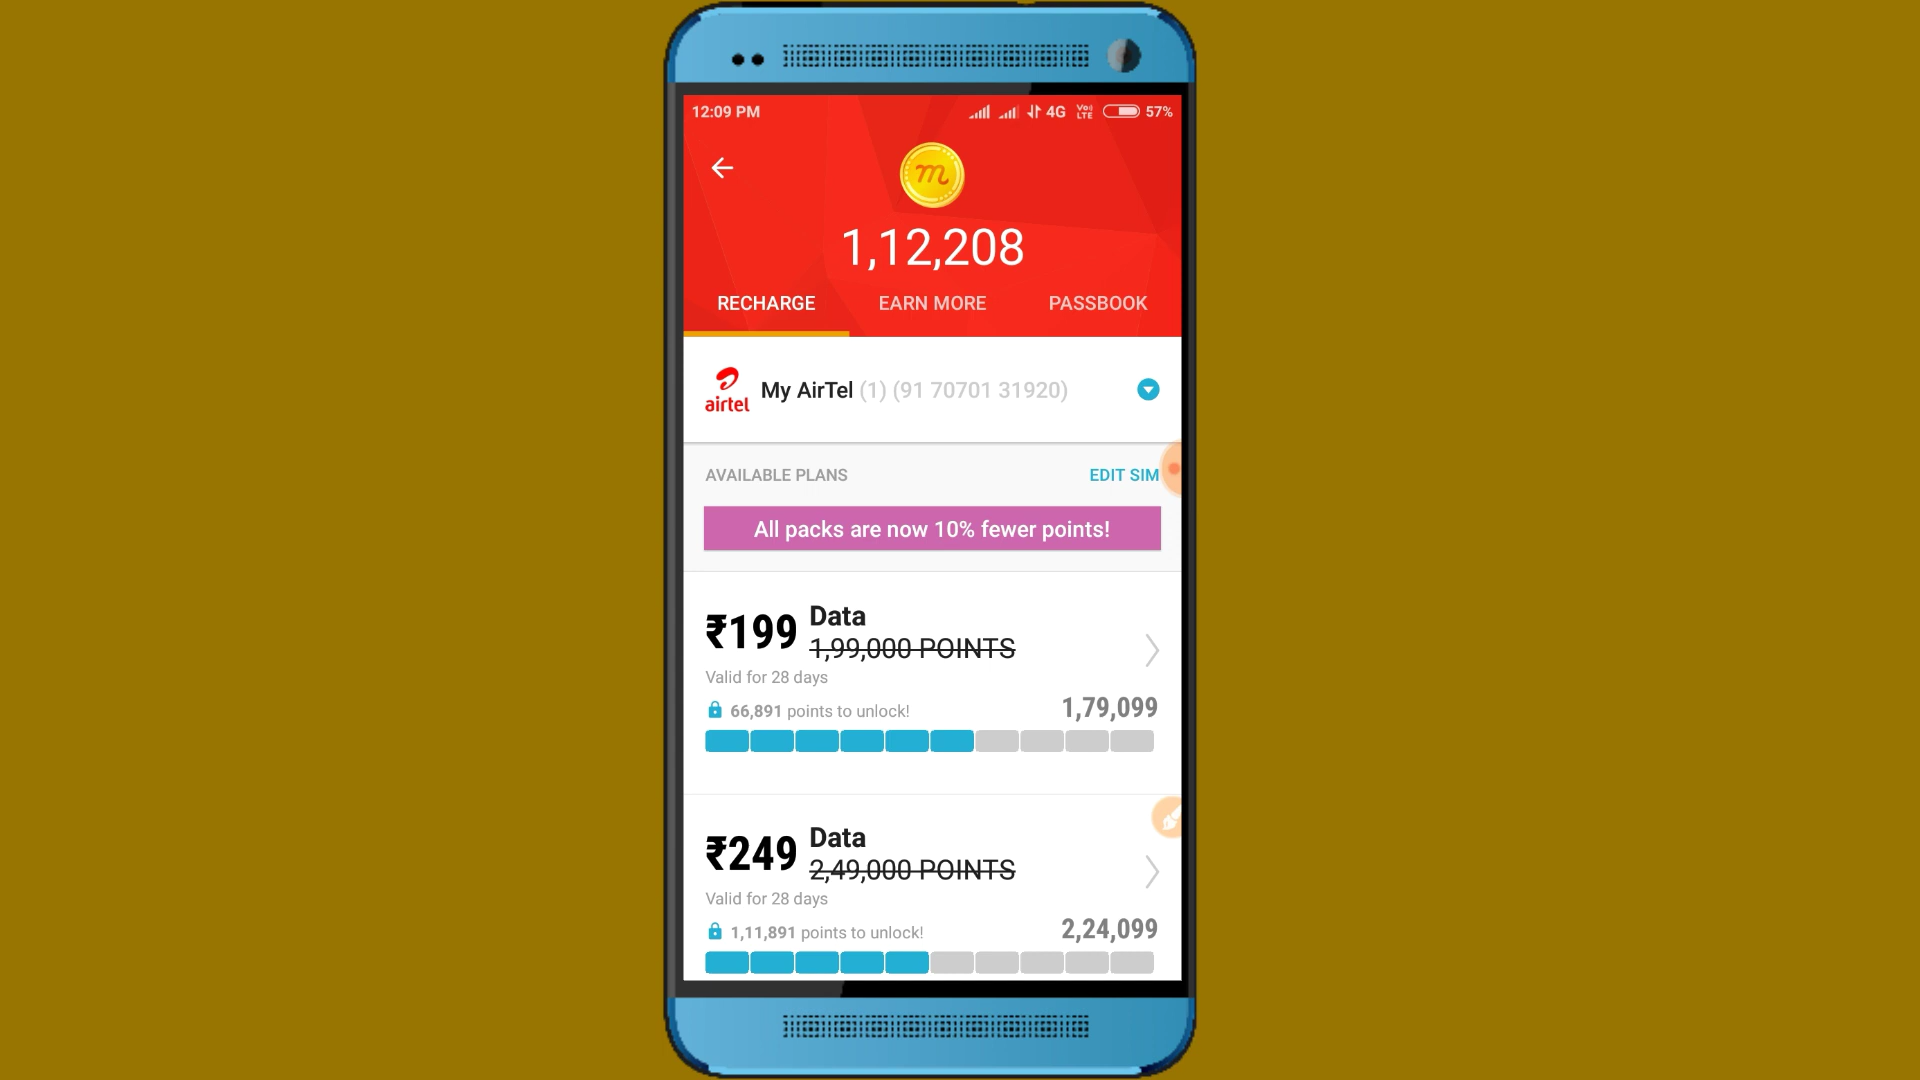 12:09 PM
4G
Vo))
LTE
57%
m
1,12,208
RECHARGE
EARN MORE
PASSBOOK
airtel
My AirTel (1) (91 70701 31920)
AVAILABLE PLANS
EDIT SIM
All packs are now 10% fewer points!
₹199
Data
1,99,000 POINTS
Valid for 28 days
66,891 points to unlock!
1,79,099
₹249
Data
2,49,000 POINTS
Valid for 28 days
1,11,891 points to unlock!
2,24,099